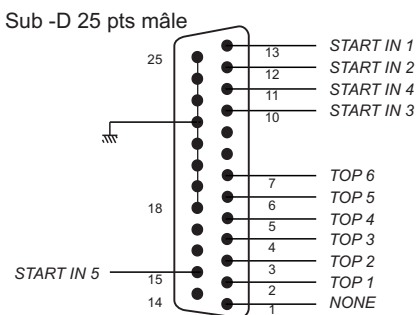 Sub -D 25 pts mâle
25
13 START IN 1
12 START IN 2
11 START IN 4
10 START IN 3
7 TOP 6
6 TOP 5
18
5 TOP 4
4 TOP 3
3 TOP 2
START IN 5 15
2 TOP 1
14
1 NONE